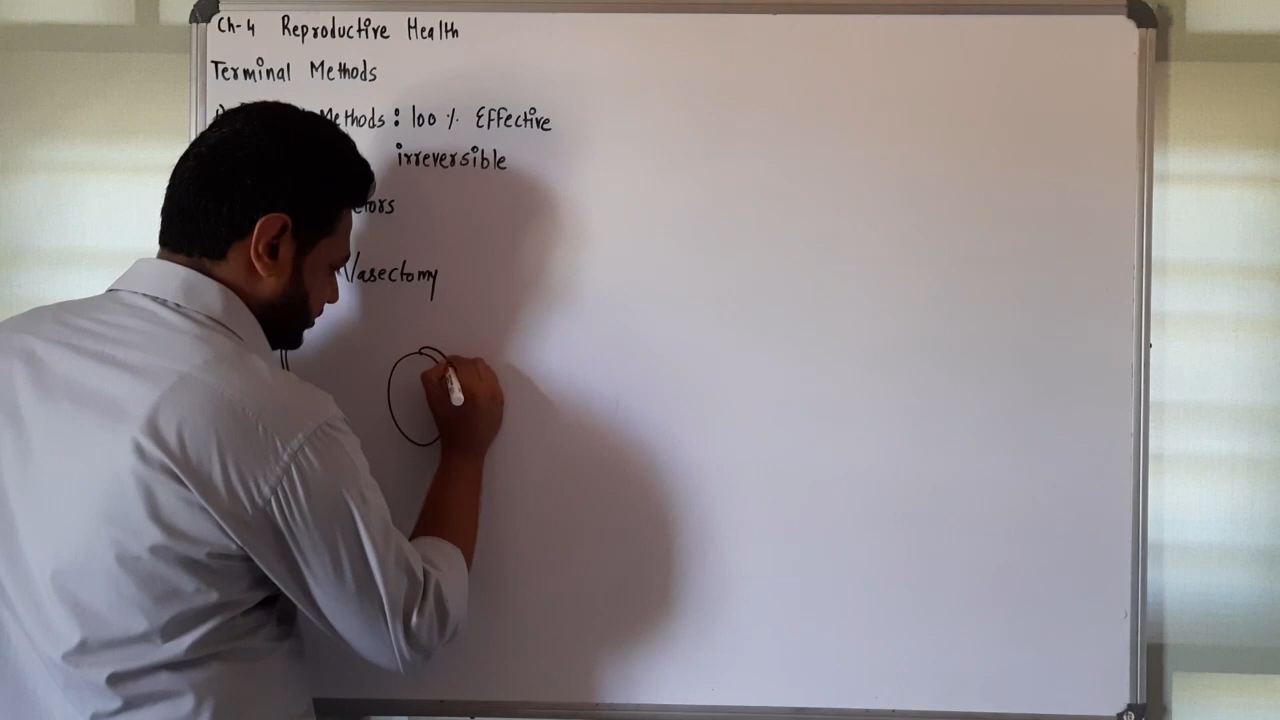 Ch-4 Reproductive Health
Terminal Methods
Methods : 100 % Effective
irreversible
Vasectomy